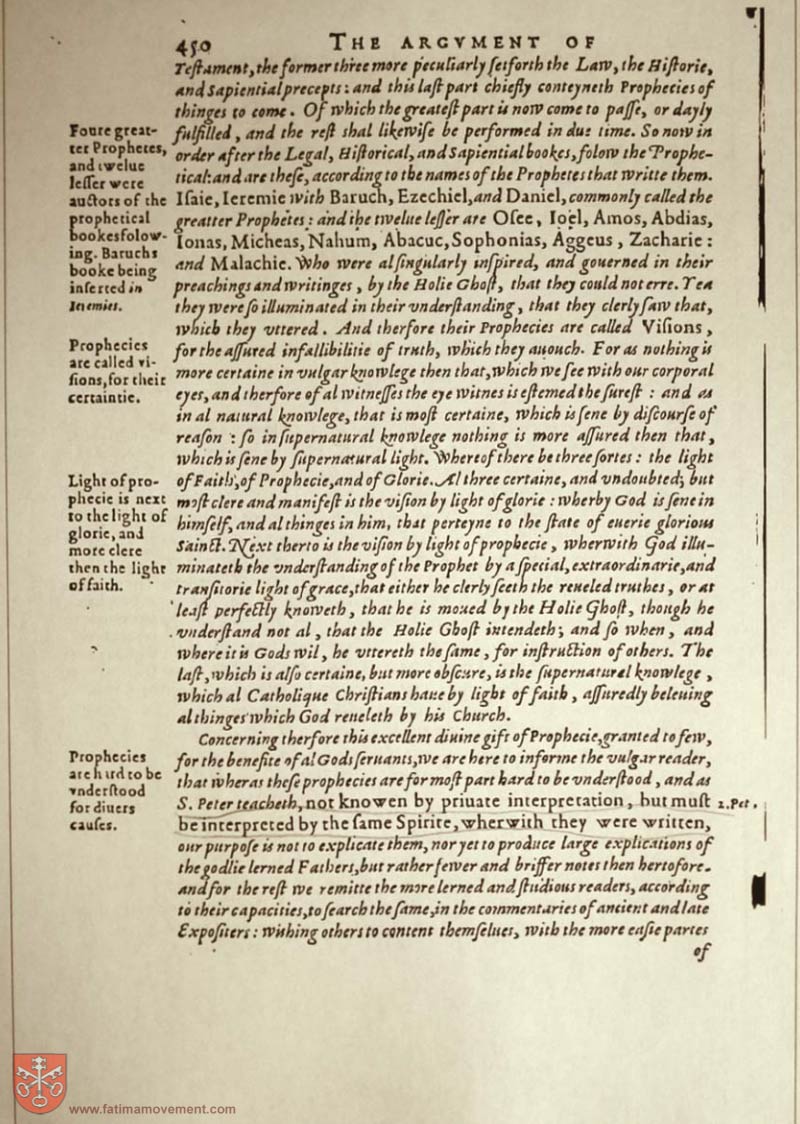 450 THE ARGVMENT OF
Teſtament, the former three more peculiarly ſetforth the Law, the Hiſtorie,
and Sapiential precepts: and this laſt part chiefly conteyneth Prophecies of
thinges to come. Of which the greateſt part is now come to paſſe, or dayly
fulfilled, and the reſt shal likewiſe be performed in due time. So now in
order after the Legal, Hiſtorical, and Sapiential bookes, folow the Prophe-
tical: and are theſe, according to the names of the Prophetes that writte them.
Iſaie, Ieremie with Baruch, Ezechiel, and Daniel, commonly called the
greatter Prophetes: and the twelue leſſer are Oſee, Ioel, Amos, Abdias,
Ionas, Micheas, Nahum, Abacuc, Sophonias, Aggeus, Zacharie:
and Malachie. Who were al ſingularly inſpired, and gouerned in their
preachings and writinges, by the Holie Ghoſt, that they could not erre. Yea
they were ſo illuminated in their vnderſtanding, that they clerly ſaw that,
which they vttered. And therfore their Prophecies are called Viſions,
for the aſſured infallibilitie of truth, which they auouch. For as nothing is
more certaine in vulgar knowlege then that, which we ſee with our corporal
eyes, and therfore of al witneſſes the eye witnes is eſtemed the ſureſt: and as
in al natural knowlege, that is moſt certaine, which is ſene by diſcourſe of
reaſon: ſo in ſupernatural knowlege nothing is more aſſured then that,
which is ſene by ſupernatural light. Whereof there be three ſortes: the light
of Faith, of Prophecie, and of Glorie. Al three certaine, and vndoubted; but
moſt clere and manifeſt is the viſion by light of glorie: wherby God is ſene in
himſelf, and al thinges in him, that perteyne to the ſtate of euerie glorious
Sainct. Next therto is the viſion by light of prophecie, wherwith God illu-
minateth the vnderſtanding of the Prophet by a ſpecial, extraordinarie, and
tranſitorie light of grace, that either he clerly ſeeth the reueled truthes, or at
leaſt perfectly knoweth, that he is moued by the Holie Ghoſt, though he
vnderſtand not al, that the Holie Ghoſt intendeth; and ſo when, and
where it is Gods wil, he vttereth the ſame, for inſtruction of others. The
laſt, which is alſo certaine, but more obſcure, is the ſupernatural knowlege,
which al Catholique Chriſtians haue by light of faith, aſſuredly beleuing
al thinges which God reueleth by his Church.
Concerning therfore this excellent diuine gift of Prophecie, granted to few,
for the benefite of al Gods ſeruants, we are here to informe the vulgar reader,
that wheras theſe prophecies are for moſt part hard to be vnderſtood, and as
S. Peter teacheth, not knowen by priuate interpretation, but muſt
be interpreted by the ſame Spirite, wherwith they were written,
our purpoſe is not to explicate them, nor yet to produce large explications of
the godlie lerned Fathers, but rather fewer and briffer notes then hertofore.
and for the reſt we remitte the more lerned and ſtudious readers, according
to their capacities, to ſearch the ſame, in the commentaries of ancient and late
Expoſiters: wishing others to content themſelues, with the more eaſie partes
of
Foure great-
ter Prophetes,
and twelue
leſſer were
auctors of the
prophetical
bookes folow-
ing. Baruchs
booke being
inſerted in
Ieremies.
Prophecies
are called vi-
ſions, for their
certaintie.
Light of pro-
phecie is next
to the light of
glorie, and
more clere
then the light
of faith.
Prophecies
are hard to be
vnderſtood
for diuers
cauſes.
2. Pet.
www.fatimamovement.com